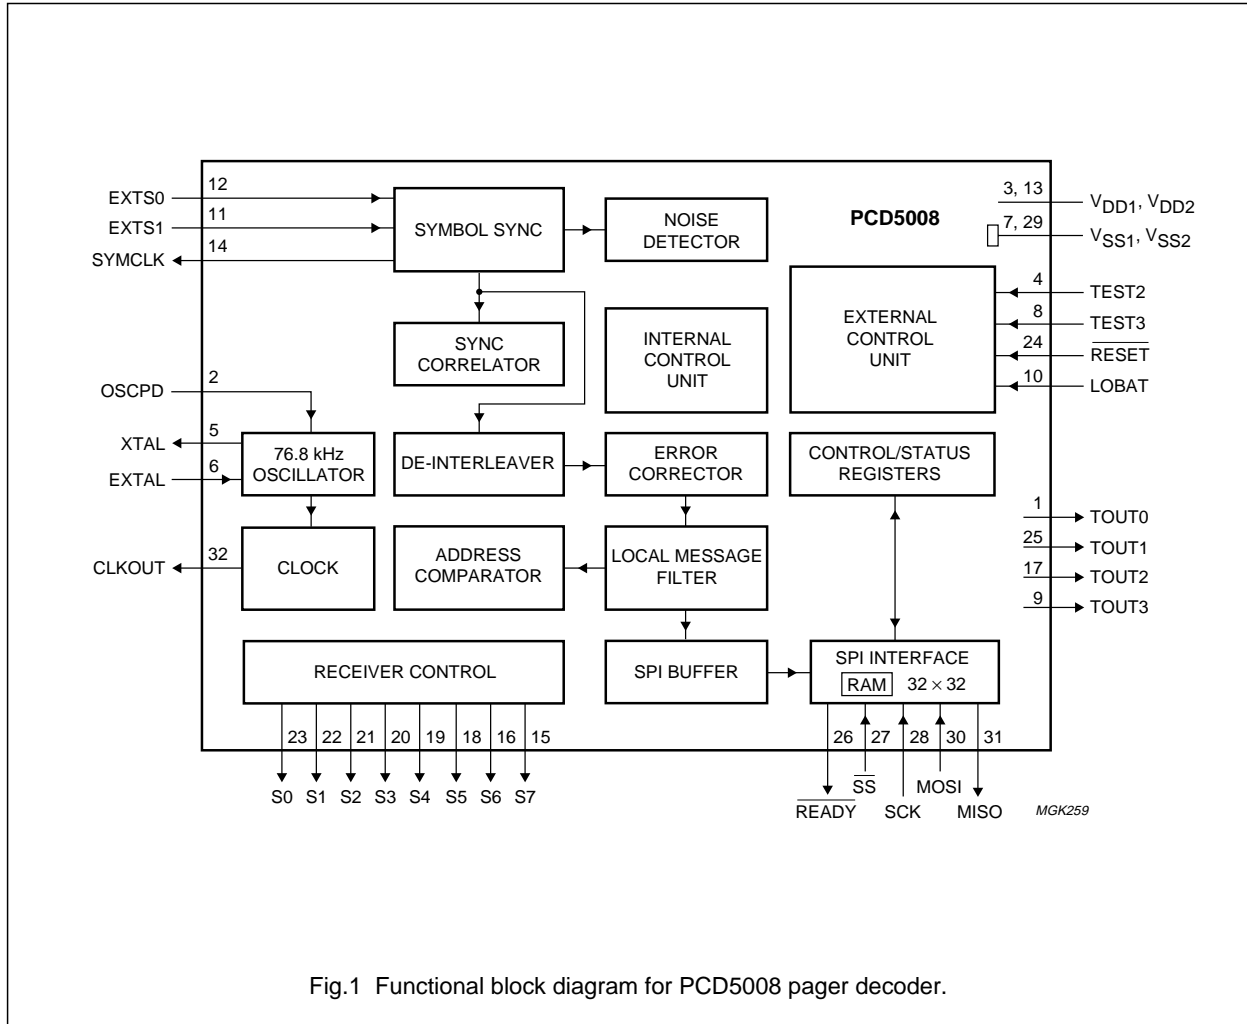 EXTS0
12
EXTS1
11
SYMCLK
14
SYMBOL SYNC
NOISE
DETECTOR
PCD5008
3, 13
VDD1, VDD2
7, 29
VSS1, VSS2
SYNC
CORRELATOR
INTERNAL
CONTROL
UNIT
EXTERNAL
CONTROL
UNIT
4
TEST2
8
TEST3
24
RESET
10
LOBAT
OSCPD
2
XTAL
5
EXTAL
6
76.8 kHz
OSCILLATOR
DE-INTERLEAVER
ERROR
CORRECTOR
CONTROL/STATUS
REGISTERS
CLKOUT
32
CLOCK
ADDRESS
COMPARATOR
LOCAL MESSAGE
FILTER
1
TOUT0
25
TOUT1
17
TOUT2
9
TOUT3
RECEIVER CONTROL
SPI BUFFER
SPI INTERFACE
RAM 32 × 32
23 22 21 20 19 18 16 15
S0 S1 S2 S3 S4 S5 S6 S7
26 27 28 30 31
SS MOSI
READY SCK MISO
MGK259
Fig.1 Functional block diagram for PCD5008 pager decoder.